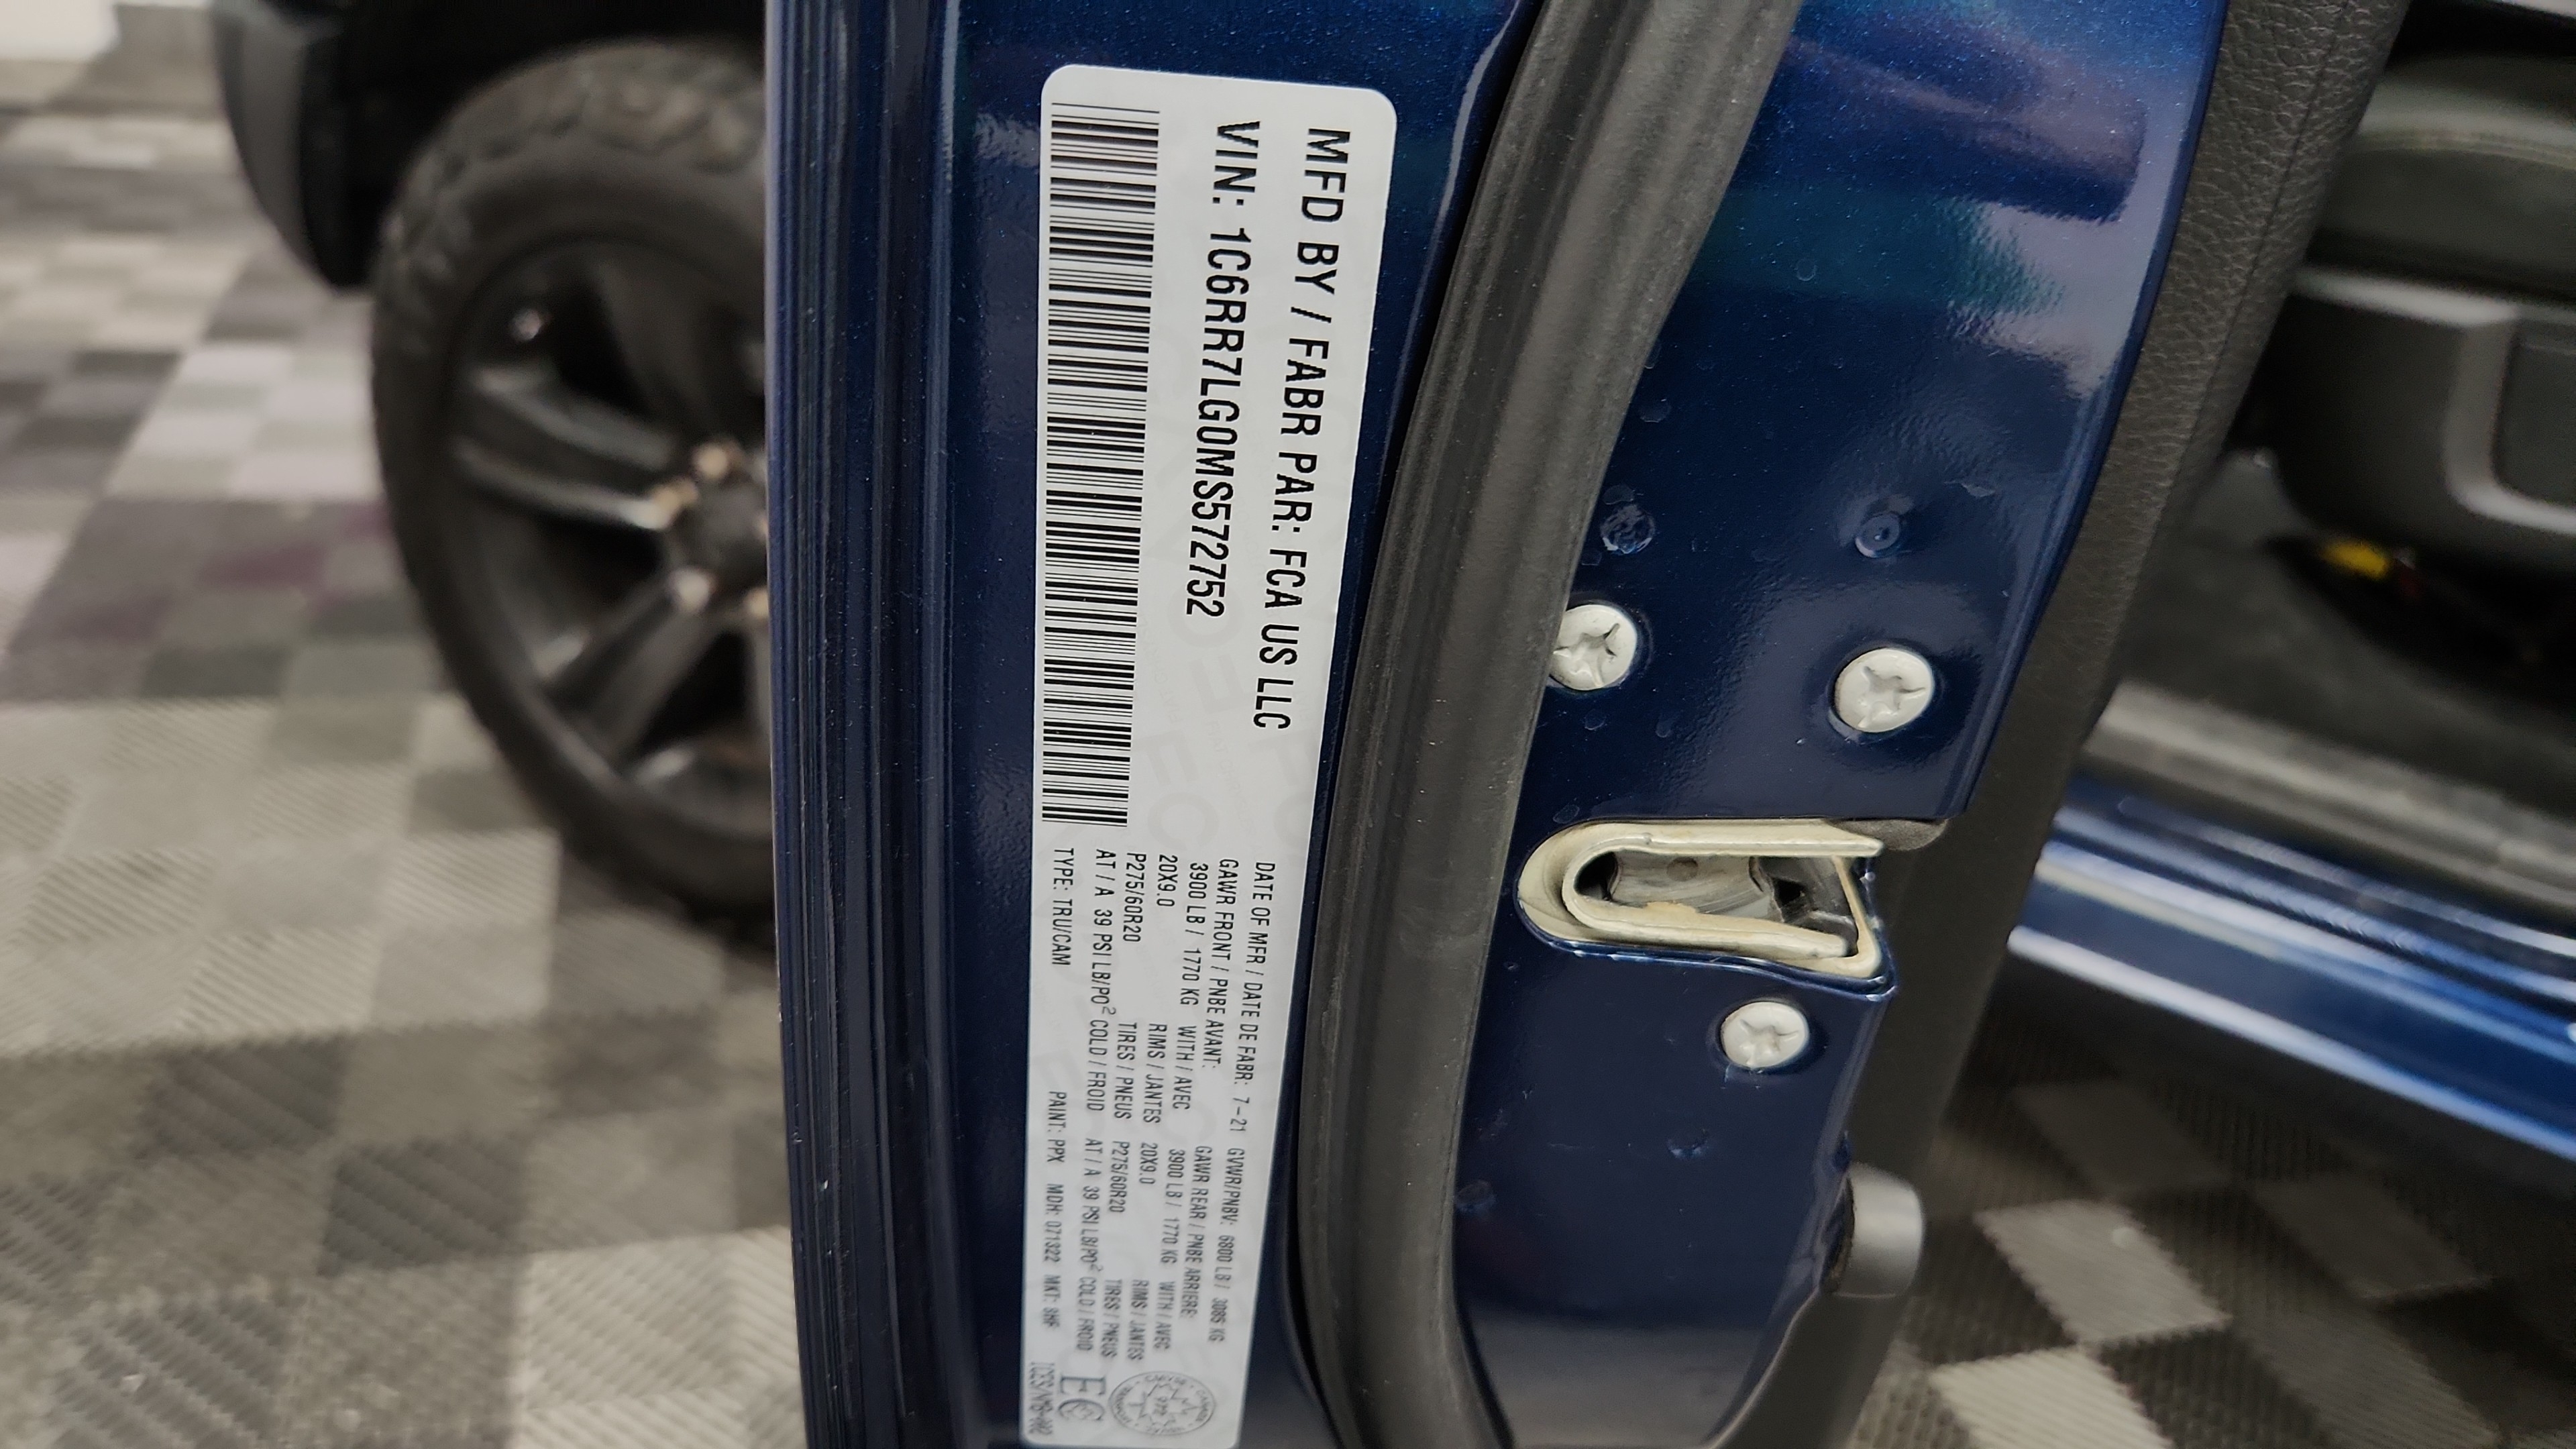 MFD BY / FABR PAR: FCA US LLC
VIN: 1C6RR7LG0MS572752
DATE OF MFR / DATE DE FABR: 7-21 GVWR/PNBV: 6800 LB / 3085 KG
GAWR FRONT / PNBE AVANT: GAWR REAR / PNBE ARRIERE:
3900 LB / 1770 KG WITH / AVEC 3900 LB / 1770 KG WITH / AVEC
20X9.0 RIMS / JANTES 20X9.0 RIMS / JANTES
P275/60R20 TIRES / PNEUS P275/60R20 TIRES / PNEUS
AT / A 39 PSI LB/PO² COLD / FROID AT / A 39 PSI LB/PO² COLD / FROID
TYPE: TRU/CAM PAINT: PPX MDH: 071322 MKT: